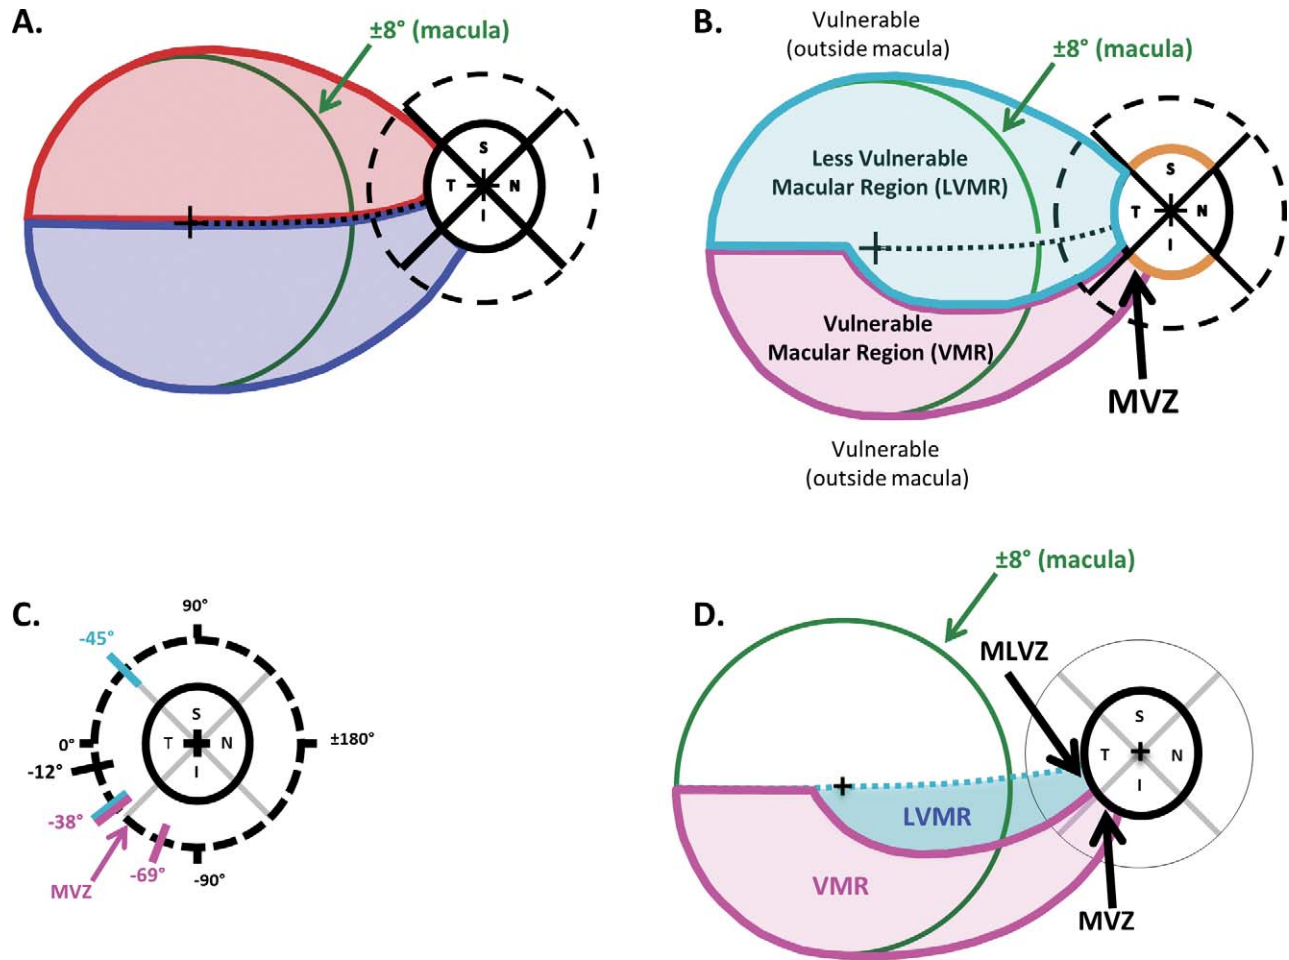 A.
±8° (macula)
S
T
N
I
B.
Vulnerable
(outside macula)
±8° (macula)
Less Vulnerable
Macular Region (LVMR)
S
T
N
I
Vulnerable
Macular Region (VMR)
MVZ
Vulnerable
(outside macula)
C.
90°
-45°
S
0°
T
N
±180°
-12°
I
-38°
MVZ
-69°
-90°
D.
±8° (macula)
MLVZ
S
T
N
I
LVMR
VMR
MVZ